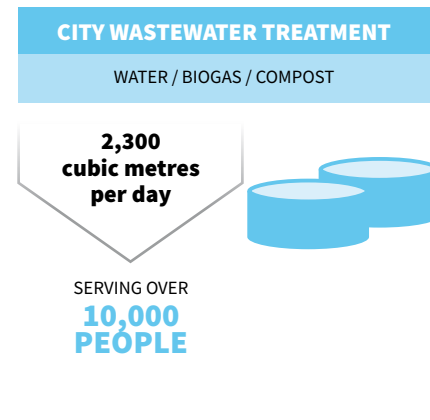 CITY WASTEWATER TREATMENT
WATER / BIOGAS / COMPOST
2,300
cubic metres
per day
SERVING OVER
10,000
PEOPLE